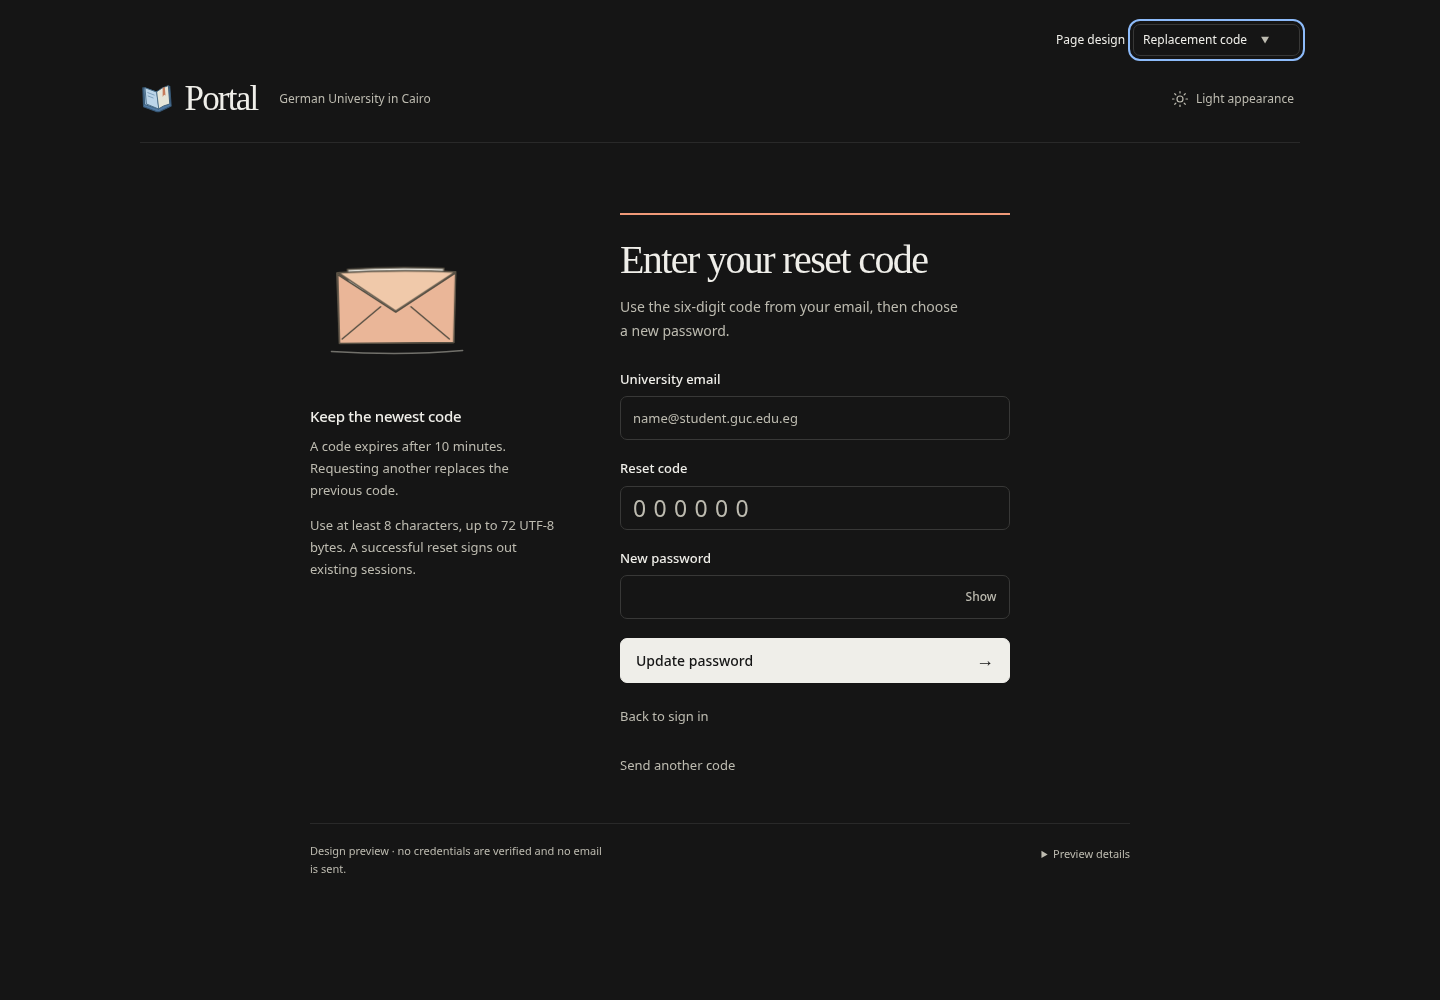 Page design
Replacement code
Portal
German University in Cairo
Light appearance
Keep the newest code
A code expires after 10 minutes.
Requesting another replaces the
previous code.
Use at least 8 characters, up to 72 UTF-8
bytes. A successful reset signs out
existing sessions.
Enter your reset code
Use the six-digit code from your email, then choose
a new password.
University email
name@student.guc.edu.eg
Reset code
000000
New password
Show
Update password →
Back to sign in
Send another code
Design preview · no credentials are verified and no email
is sent.
Preview details